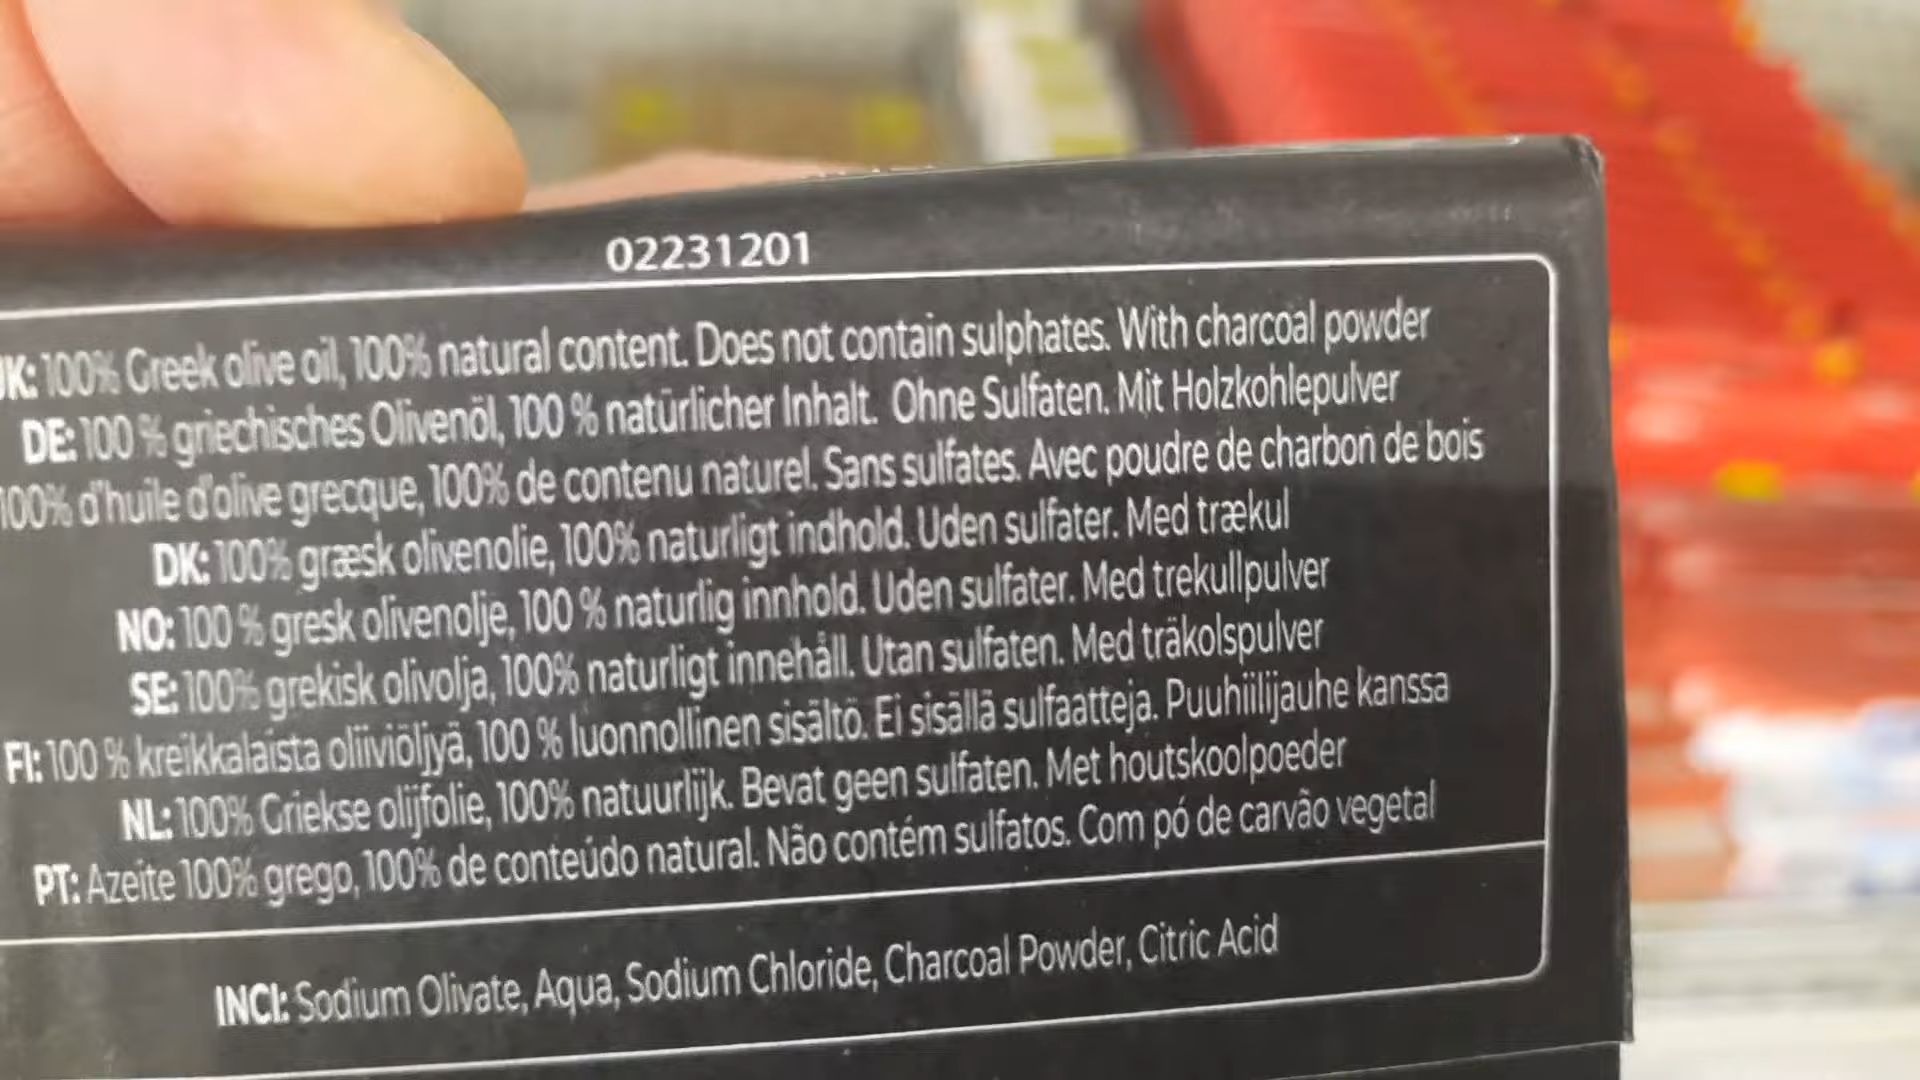 02231201
UK: 100% Greek olive oil, 100% natural content. Does not contain sulphates. With charcoal powder
DE: 100 % griechisches Olivenöl, 100 % natürlicher Inhalt. Ohne Sulfaten. Mit Holzkohlepulver
100% d'huile d'olive grecque, 100% de contenu naturel. Sans sulfates. Avec poudre de charbon de bois
DK: 100% græsk olivenolie, 100% naturligt indhold. Uden sulfater. Med trækul
NO: 100 % gresk olivenolje, 100 % naturlig innhold. Uden sulfater. Med trekullpulver
SE: 100% grekisk olivolja, 100% naturligt innehåll. Utan sulfaten. Med träkolspulver
FI: 100 % kreikkalaista oliiviöljyä, 100 % luonnollinen sisältö. Ei sisällä sulfaatteja. Puuhiilijauhe kanssa
NL: 100% Griekse olijfolie, 100% natuurlijk. Bevat geen sulfaten. Met houtskoolpoeder
PT: Azeite 100% grego, 100% de conteúdo natural. Não contém sulfatos. Com pó de carvão vegetal
INCI: Sodium Olivate, Aqua, Sodium Chloride, Charcoal Powder, Citric Acid